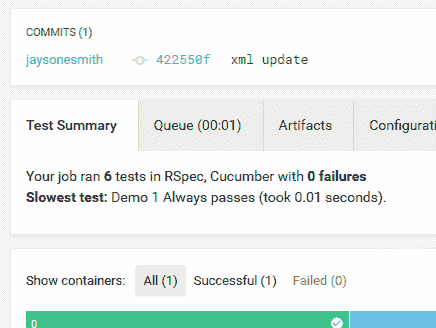 COMMITS (1)
jaysonesmith 422550f xml update
Test Summary Queue (00:01) Artifacts Configurati
Your job ran 6 tests in RSpec, Cucumber with 0 failures
Slowest test: Demo 1 Always passes (took 0.01 seconds).
Show containers: All (1) Successful (1) Failed (0)
0